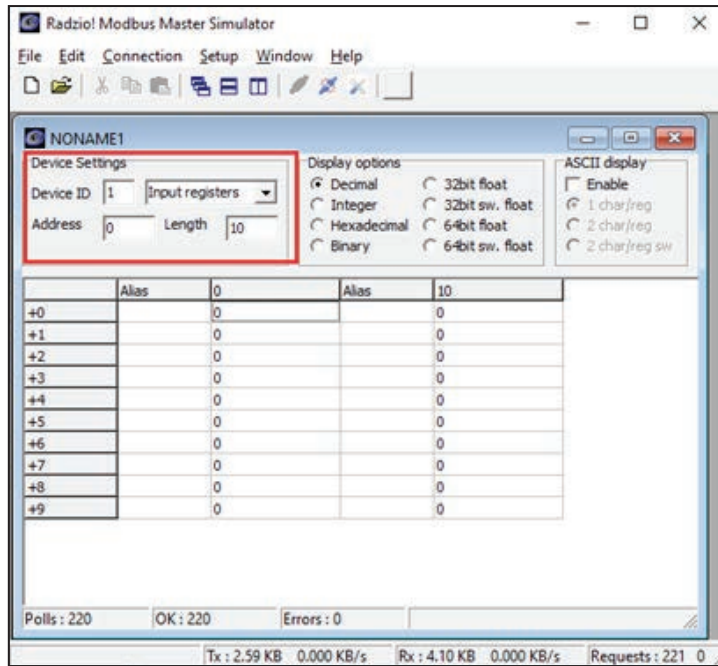 Radzio! Modbus Master Simulator
File Edit Connection Setup Window Help
NONAME1
Device Settings
Device ID 1 Input registers
Address 0 Length 10
Display options
Decimal 32bit float
Integer 32bit sw. float
Hexadecimal 64bit float
Binary 64bit sw. float
ASCII display
Enable
1 char/reg
2 char/reg
2 char/reg sw
Alias 0 Alias 10
+0 0 0
+1 0 0
+2 0 0
+3 0 0
+4 0 0
+5 0 0
+6 0 0
+7 0 0
+8 0 0
+9 0 0
Polls : 220 OK : 220 Errors : 0
Tx : 2.59 KB 0.000 KB/s Rx : 4.10 KB 0.000 KB/s Requests : 221 0